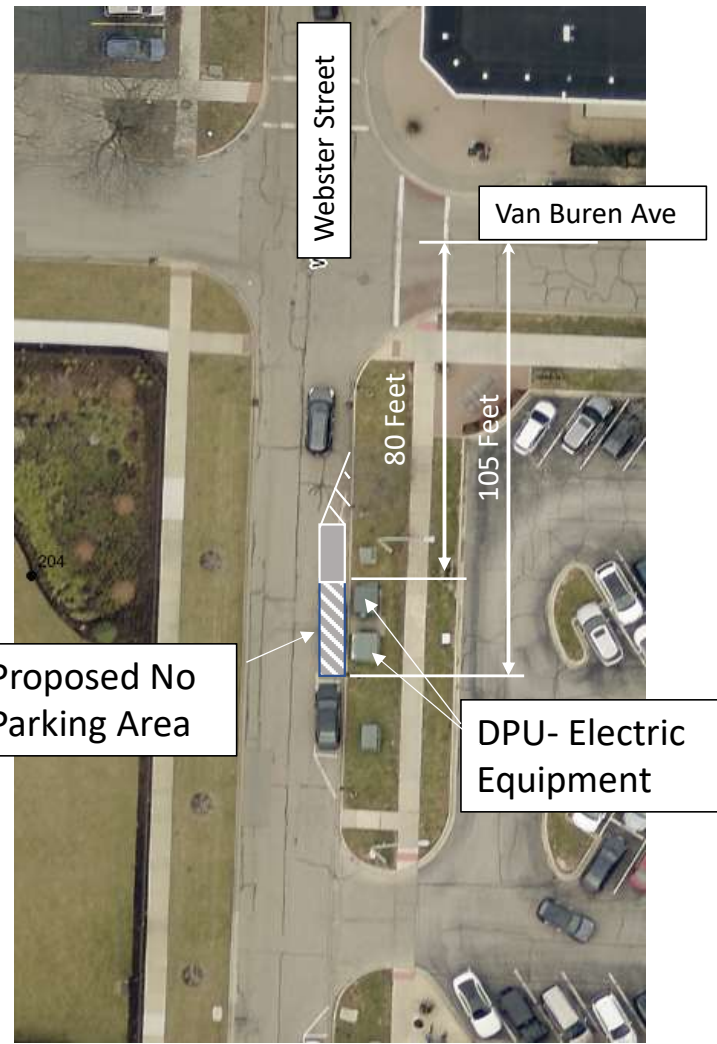 Webster Street
Van Buren Ave
80 Feet
105 Feet
204
Proposed No
Parking Area
DPU- Electric
Equipment